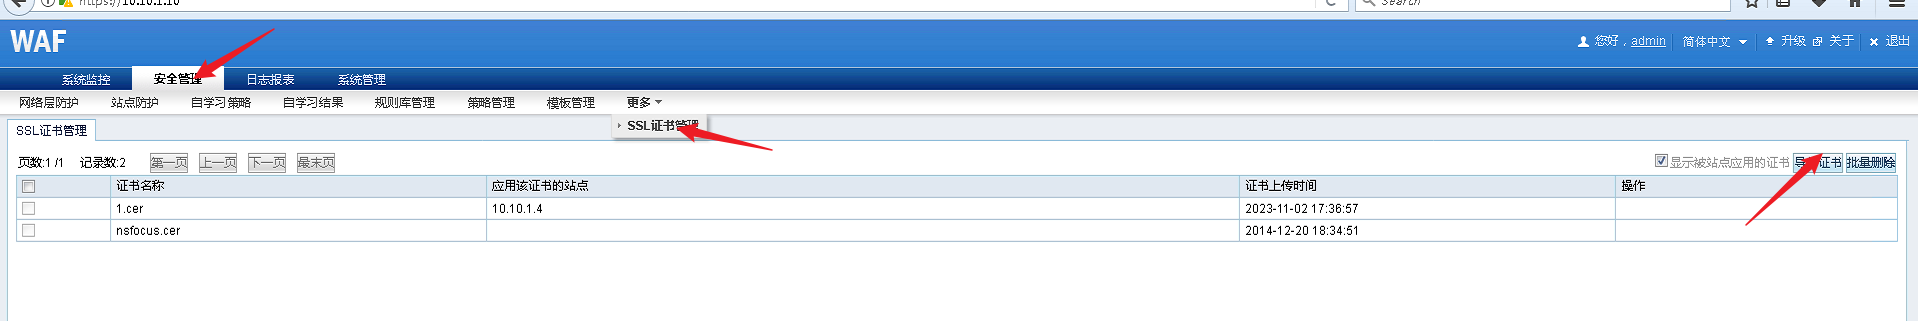 https://10.10.1.10
Search
WAF
您好，admin 简体中文 升级 关于 退出
系统监控 安全管理 日志报表 系统管理
网络层防护 站点防护 自学习策略 自学习结果 规则库管理 策略管理 模板管理 更多
SSL证书管理
SSL证书管理
页数:1 /1 记录数:2 第一页 上一页 下一页 最末页 显示被站点应用的证书 导入证书 批量删除
证书名称 应用该证书的站点 证书上传时间 操作
1.cer 10.10.1.4 2023-11-02 17:36:57
nsfocus.cer 2014-12-20 18:34:51